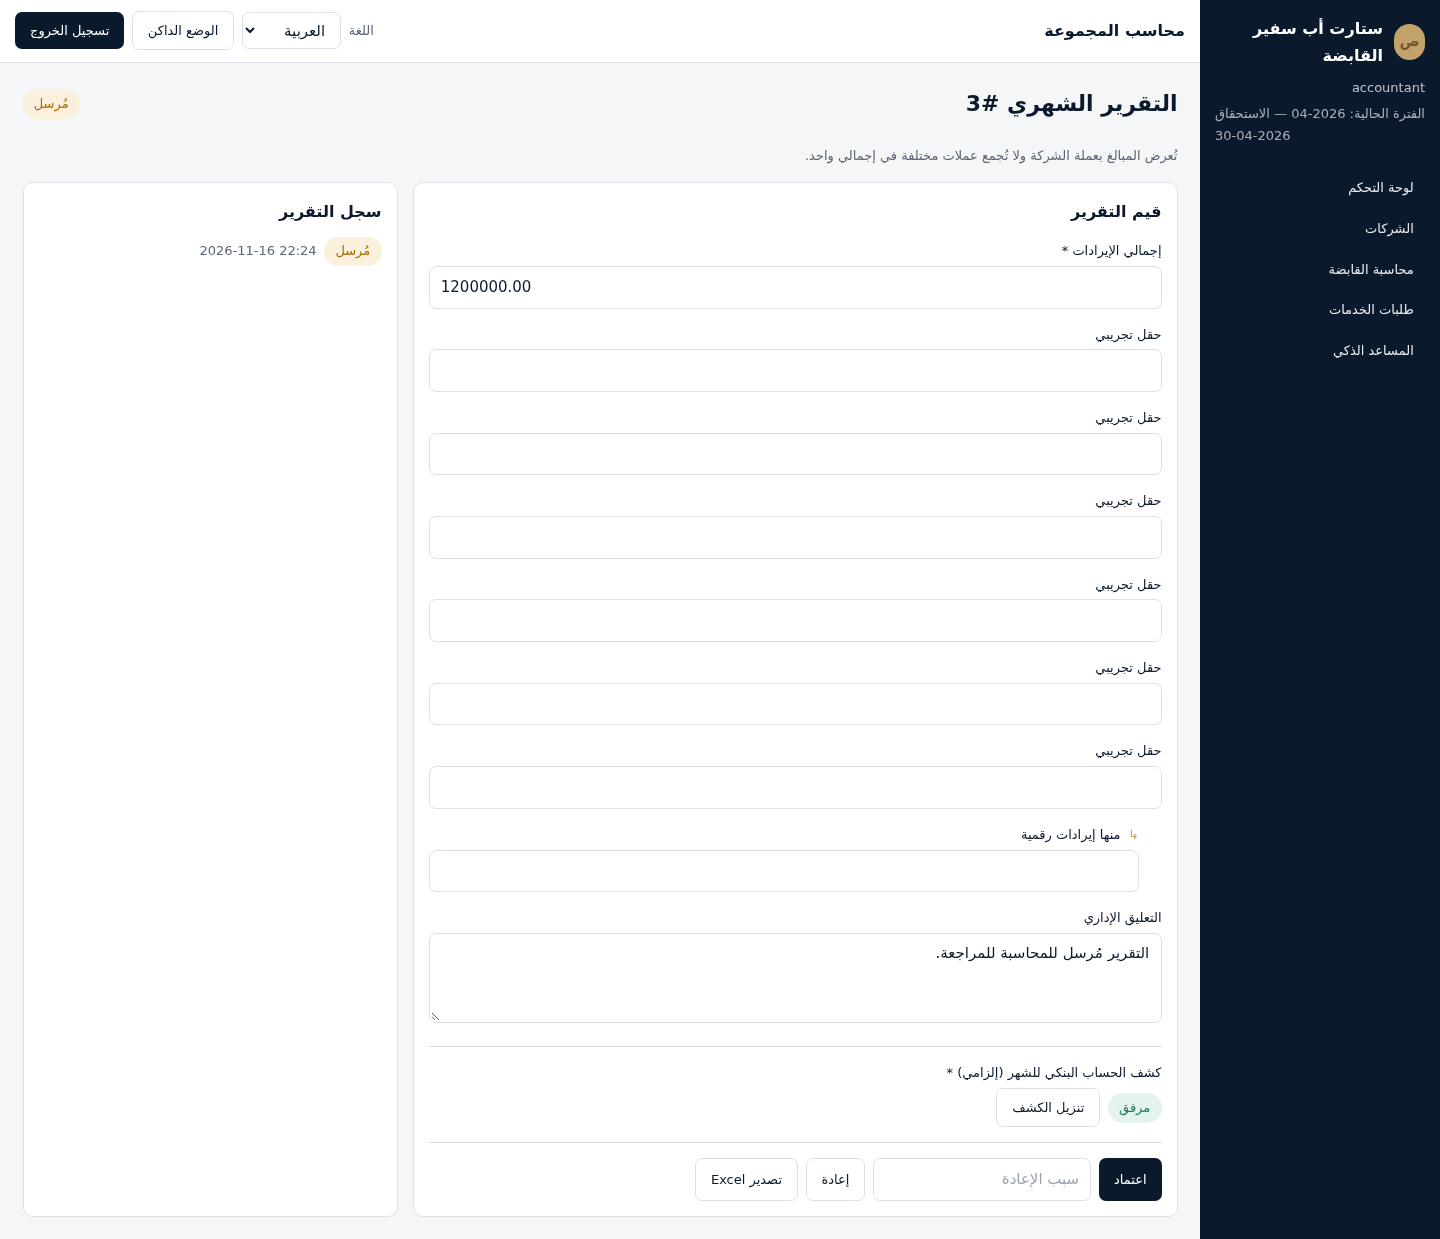 ص
ستارت أب سفير
القابضة
accountant
الفترة الحالية: 2026-04 — الاستحقاق
2026-04-30
لوحة التحكم
الشركات
محاسبة القابضة
طلبات الخدمات
المساعد الذكي
محاسب المجموعة
اللغة
العربية
الوضع الداكن
تسجيل الخروج
التقرير الشهري #3
مُرسل
تُعرض المبالغ بعملة الشركة ولا تُجمع عملات مختلفة في إجمالي واحد.
قيم التقرير
إجمالي الإيرادات *
1200000.00
حقل تجريبي
حقل تجريبي
حقل تجريبي
حقل تجريبي
حقل تجريبي
حقل تجريبي
↳ منها إيرادات رقمية
التعليق الإداري
التقرير مُرسل للمحاسبة للمراجعة.
كشف الحساب البنكي للشهر (إلزامي) *
مرفق
تنزيل الكشف
اعتماد
سبب الإعادة
إعادة
تصدير Excel
سجل التقرير
مُرسل 2026-11-16 22:24